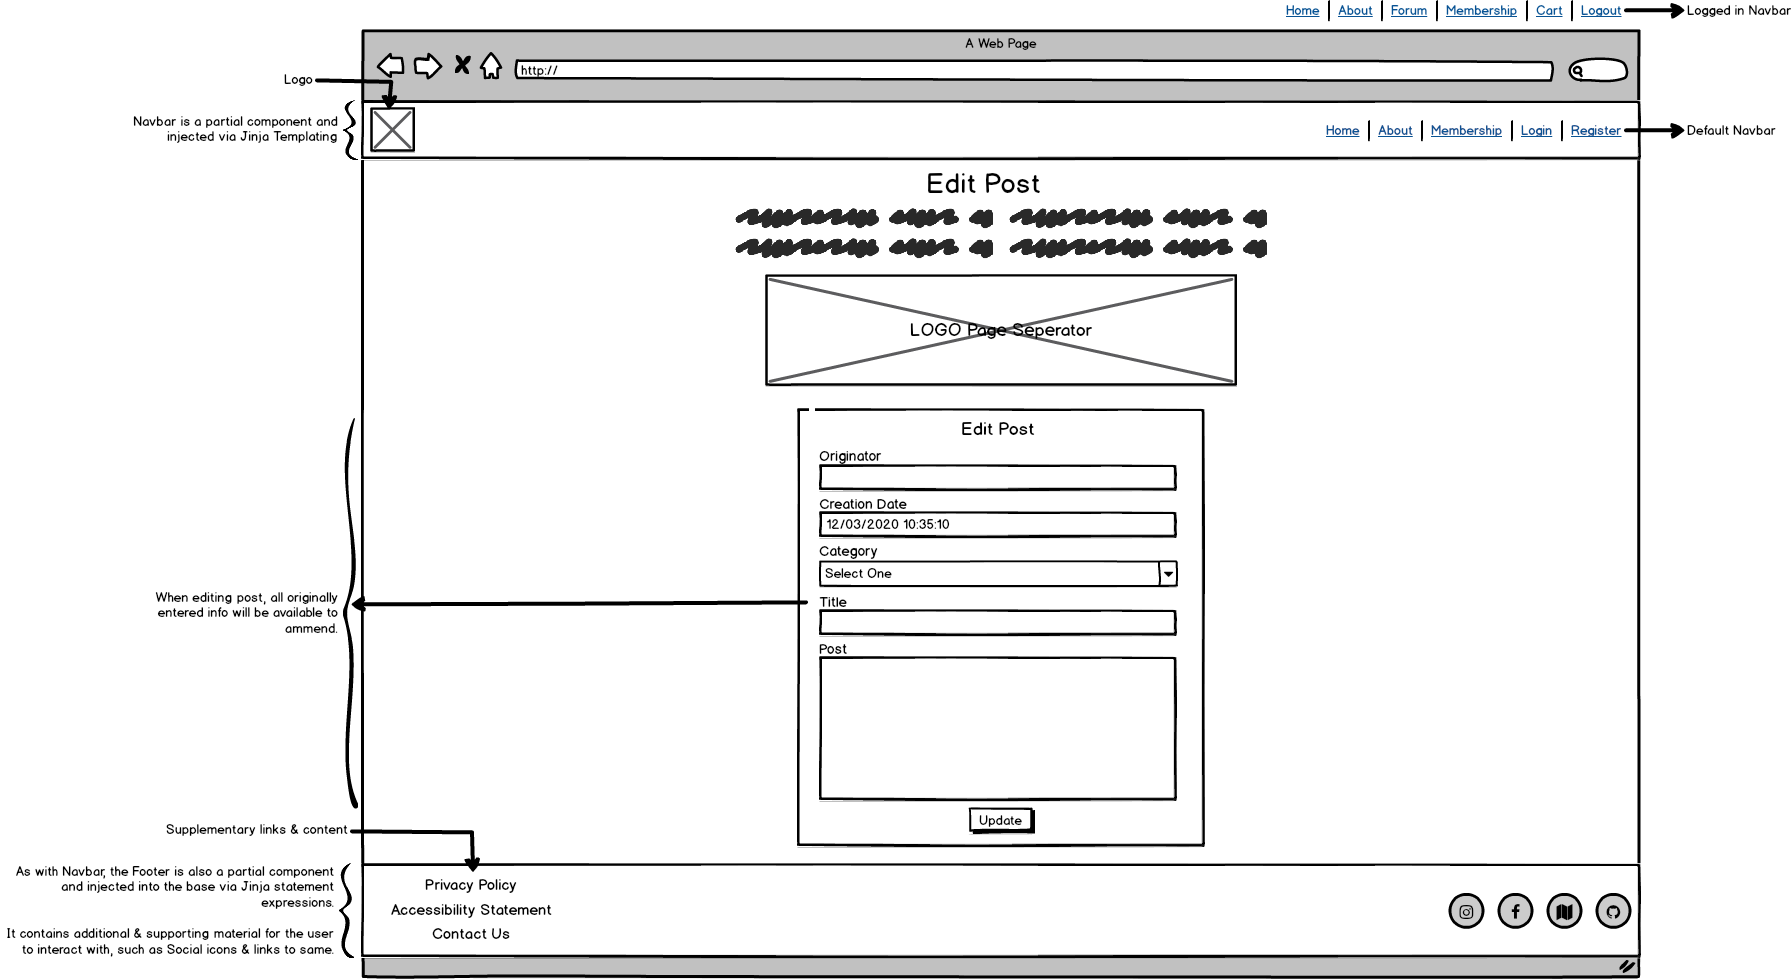 Home About Forum Membership Cart Logout Logged in Navbar
A Web Page
http://
Logo
Navbar is a partial component and
injected via Jinja Templating
Home About Membership Login Register Default Navbar
Edit Post
LOGO Page Seperator
Edit Post
Originator
Creation Date
12/03/2020 10:35:10
Category
Select One
When editing post, all originally
entered info will be available to
ammend.
Title
Post
Update
Supplementary links & content
As with Navbar, the Footer is also a partial component
and injected into the base via Jinja statement
expressions.
It contains additional & supporting material for the user
to interact with, such as Social icons & links to same.
Privacy Policy
Accessibility Statement
Contact Us